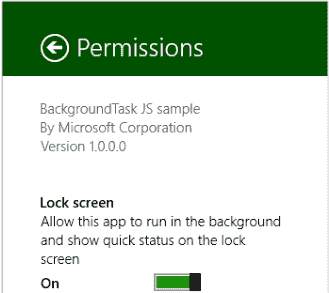 Permissions
BackgroundTask JS sample
By Microsoft Corporation
Version 1.0.0.0
Lock screen
Allow this app to run in the background
and show quick status on the lock
screen
On